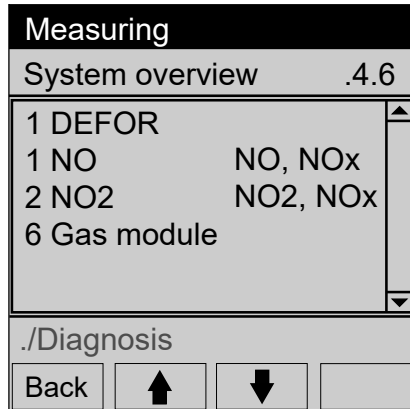 Measuring
System overview .4.6
1 DEFOR
1 NO NO, NOx
2 NO2 NO2, NOx
6 Gas module
./Diagnosis
Back